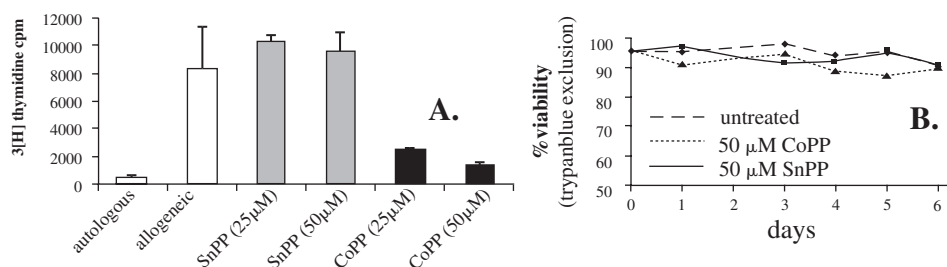 3[H] thymidine cpm
12000
10000
8000
6000
4000
2000
0
autologous
allogeneic
SnPP (25μM)
SnPP (50μM)
CoPP (25μM)
CoPP (50μM)
A.
%viability
(trypanblue exclusion)
100
90
80
70
60
50
untreated
50 μM CoPP
50 μM SnPP
B.
0 1 2 3 4 5 6
days